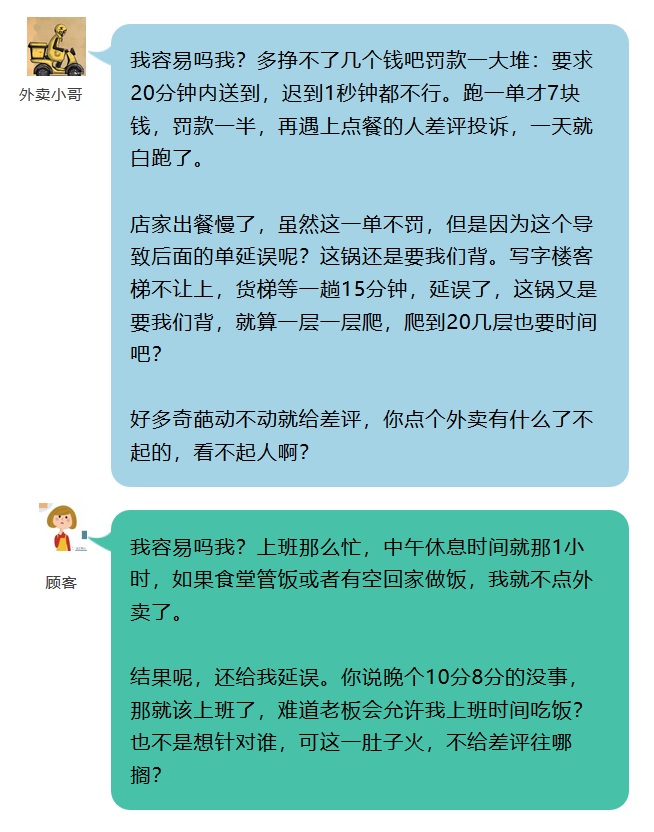 我容易吗我？多挣不了几个钱吧罚款一大堆：要求
20分钟内送到，迟到1秒钟都不行。跑一单才7块
钱，罚款一半，再遇上点餐的人差评投诉，一天就
白跑了。
外卖小哥
店家出餐慢了，虽然这一单不罚，但是因为这个导
致后面的单延误呢？这锅还是要我们背。写字楼客
梯不让上，货梯等一趟15分钟，延误了，这锅又是
要我们背，就算一层一层爬，爬到20几层也要时间
吧？
好多奇葩动不动就给差评，你点个外卖有什么了不
起的，看不起人啊？
我容易吗我？上班那么忙，中午休息时间就那1小
时，如果食堂管饭或者有空回家做饭，我就不点外
卖了。
顾客
结果呢，还给我延误。你说晚个10分8分的没事，
那就该上班了，难道老板会允许我上班时间吃饭？
也不是想针对谁，可这一肚子火，不给差评往哪
搁？